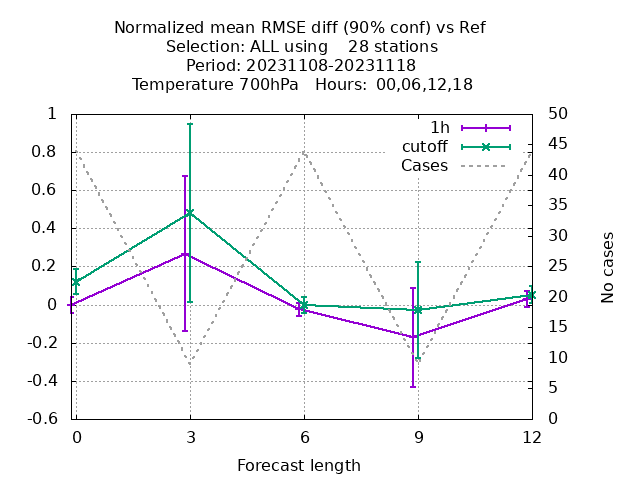 Normalized mean RMSE diff (90% conf) vs Ref
Selection: ALL using    28 stations
Period: 20231108-20231118
Temperature 700hPa   Hours: 00,06,12,18
1h
cutoff
Cases
1
0.8
0.6
0.4
0.2
0
-0.2
-0.4
-0.6
50
45
40
35
30
25
20
15
10
5
0
No cases
0 3 6 9 12
Forecast length